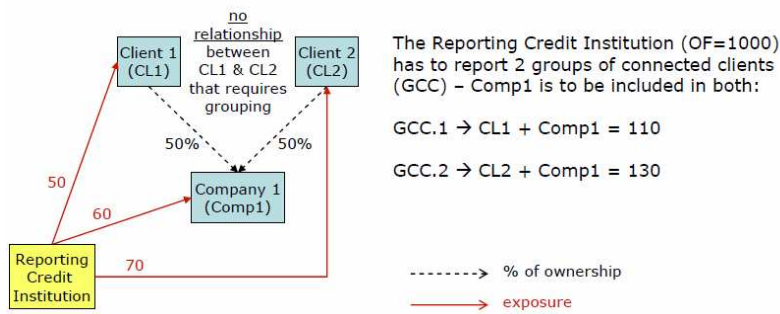 no
relationship
between
CL1 & CL2
that requires
grouping
Client 1
(CL1)
Client 2
(CL2)
50%
50%
50
60
70
Company 1
(Comp1)
Reporting
Credit
Institution
The Reporting Credit Institution (OF=1000)
has to report 2 groups of connected clients
(GCC) – Comp1 is to be included in both:
GCC.1 → CL1 + Comp1 = 110
GCC.2 → CL2 + Comp1 = 130
% of ownership
exposure